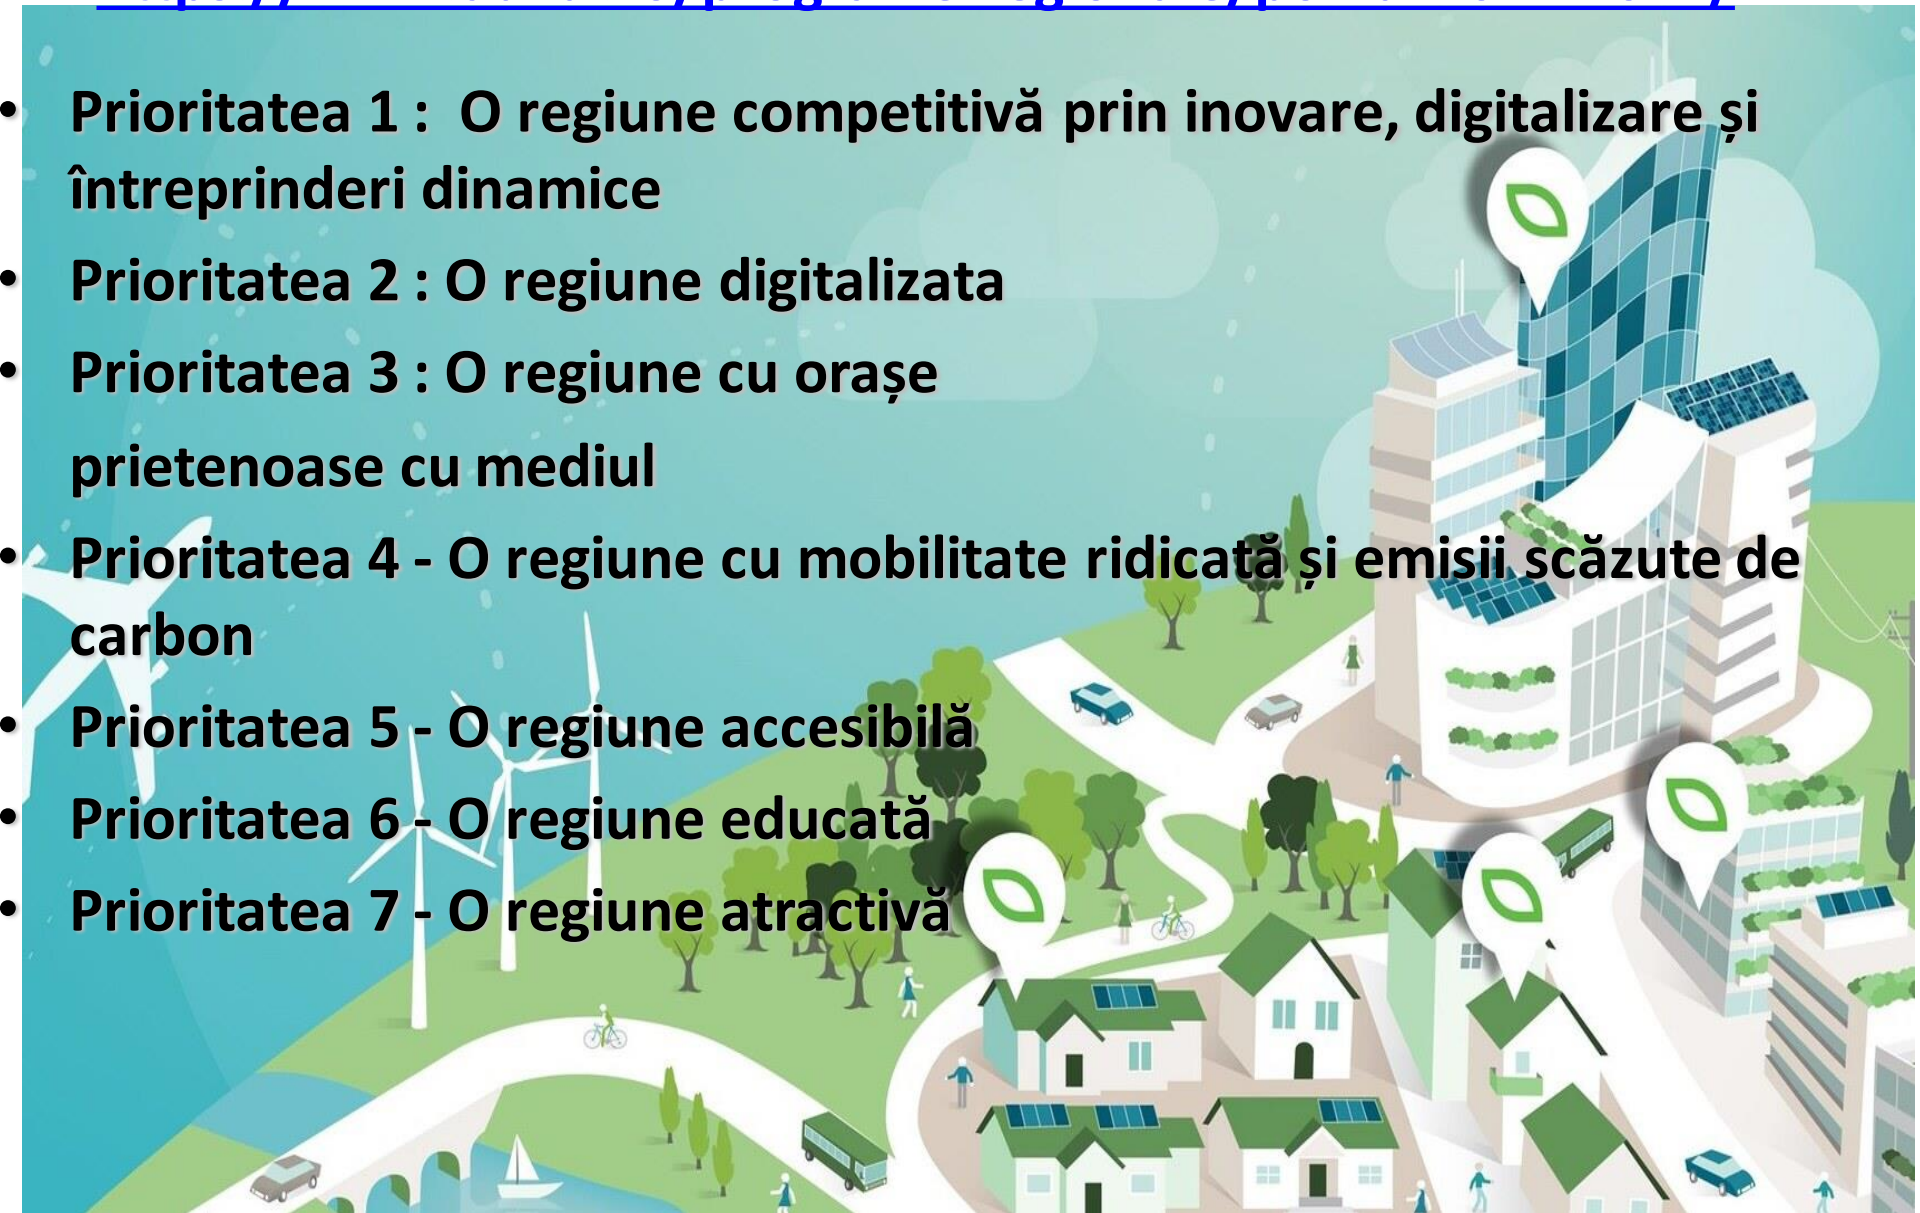 • Prioritatea 1 : O regiune competitivă prin inovare, digitalizare și
întreprinderi dinamice
• Prioritatea 2 : O regiune digitalizata
• Prioritatea 3 : O regiune cu orașe
prietenoase cu mediul
• Prioritatea 4 - O regiune cu mobilitate ridicată și emisii scăzute de
carbon
• Prioritatea 5 - O regiune accesibilă
• Prioritatea 6 - O regiune educată
• Prioritatea 7 - O regiune atractivă